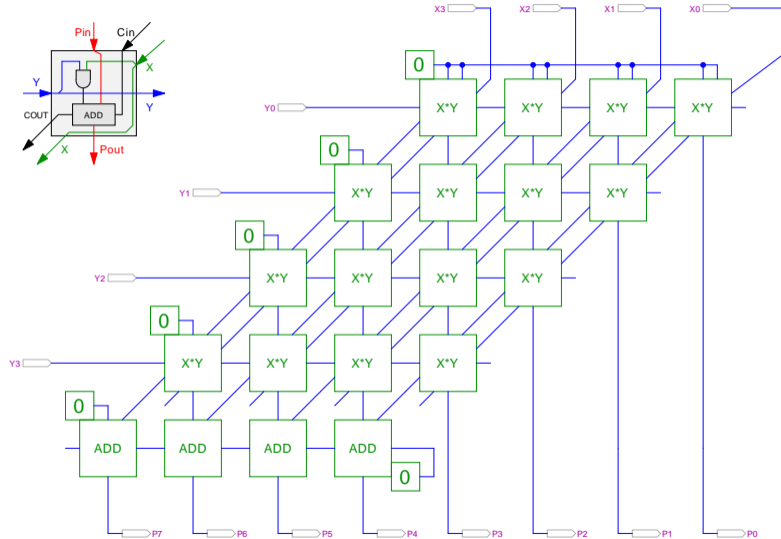 X3 X2 X1 X0
Pin Cin
X
0
Y
ADD
Y
COUT
X Pout
Y0 X*Y X*Y X*Y X*Y
0
Y1 X*Y X*Y X*Y X*Y
0
Y2 X*Y X*Y X*Y X*Y
0
Y3 X*Y X*Y X*Y X*Y
0
ADD ADD ADD ADD
0
P7 P6 P5 P4 P3 P2 P1 P0